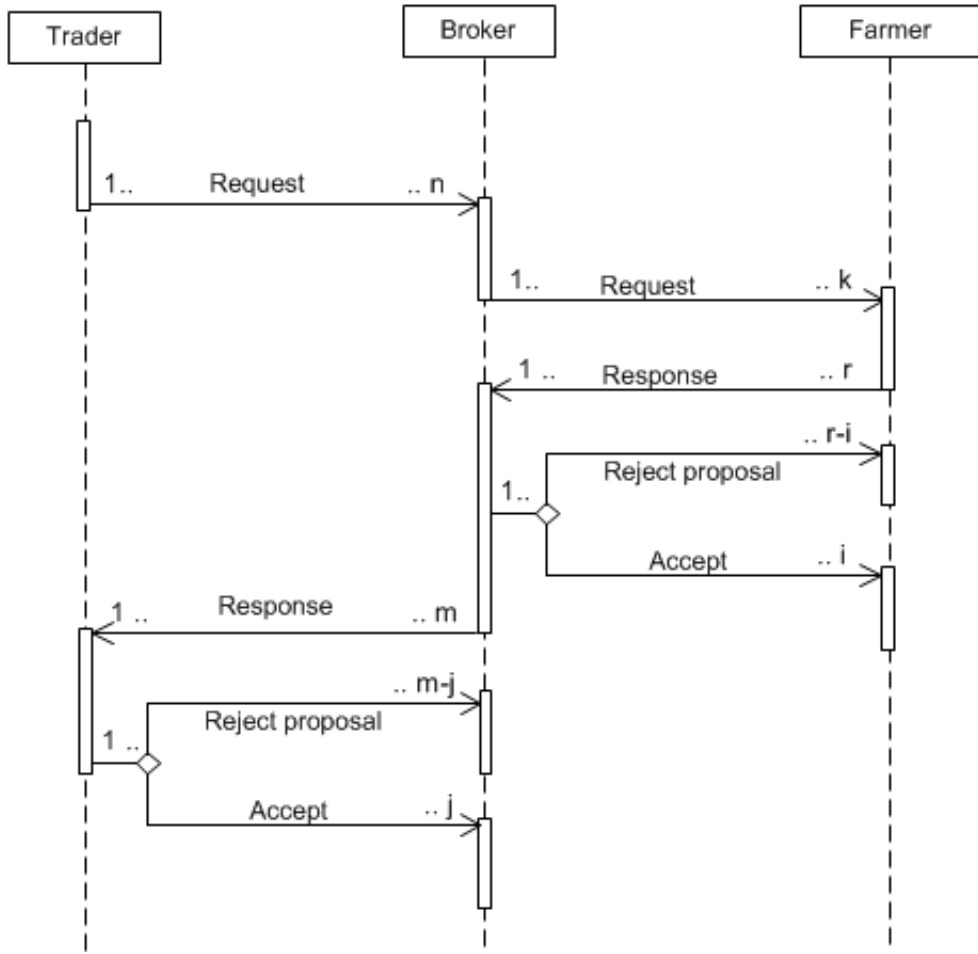 Trader Broker Farmer
1.. Request .. n
1.. Request .. k
1 .. Response .. r
.. r-i
Reject proposal
1..
Accept .. i
1 .. Response .. m
.. m-j
Reject proposal
1 ..
Accept .. j